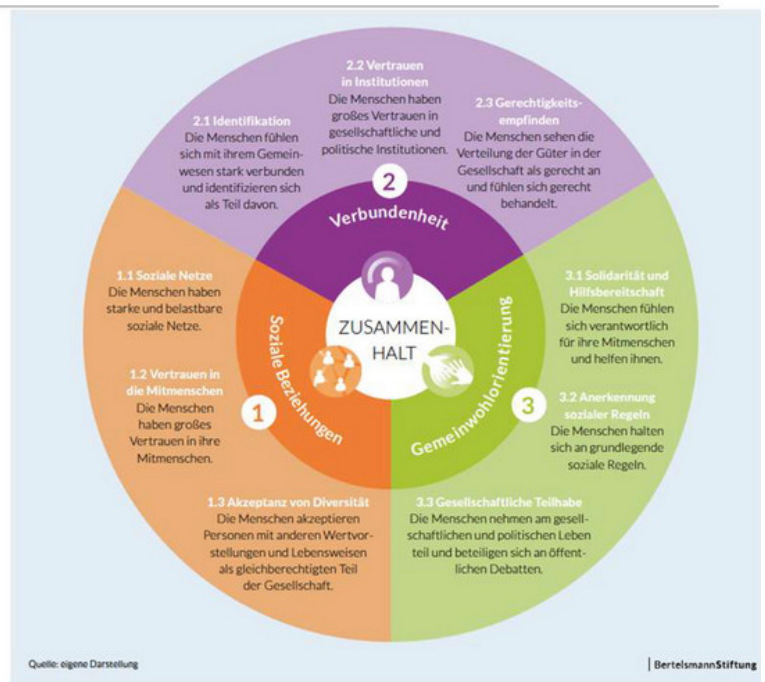 2.2 Vertrauen
in Institutionen
Die Menschen haben
großes Vertrauen in
gesellschaftliche und
politische Institutionen.
2.1 Identifikation
Die Menschen fühlen
sich mit ihrem Gemein-
wesen stark verbunden
und identifizieren sich
als Teil davon.
2.3 Gerechtigkeits-
empfinden
Die Menschen sehen die
Verteilung der Güter in der
Gesellschaft als gerecht an
und fühlen sich gerecht
behandelt.
2
Verbundenheit
1.1 Soziale Netze
Die Menschen haben
starke und belastbare
soziale Netze.
1.2 Vertrauen in
die Mitmenschen
Die Menschen
haben großes
Vertrauen in ihre
Mitmenschen.
1
Soziale Beziehungen
ZUSAMMEN-
HALT
Gemeinwohlorientierung
3
3.1 Solidarität und
Hilfsbereitschaft
Die Menschen fühlen
sich verantwortlich
für ihre Mitmenschen
und helfen ihnen.
3.2 Anerkennung
sozialer Regeln
Die Menschen halten
sich an grundlegende
soziale Regeln.
1.3 Akzeptanz von Diversität
Die Menschen akzeptieren
Personen mit anderen Wertvor-
stellungen und Lebensweisen
als gleichberechtigten Teil
der Gesellschaft.
3.3 Gesellschaftliche Teilhabe
Die Menschen nehmen am gesell-
schaftlichen und politischen Leben
teil und beteiligen sich an öffent-
lichen Debatten.
Quelle: eigene Darstellung
| BertelsmannStiftung